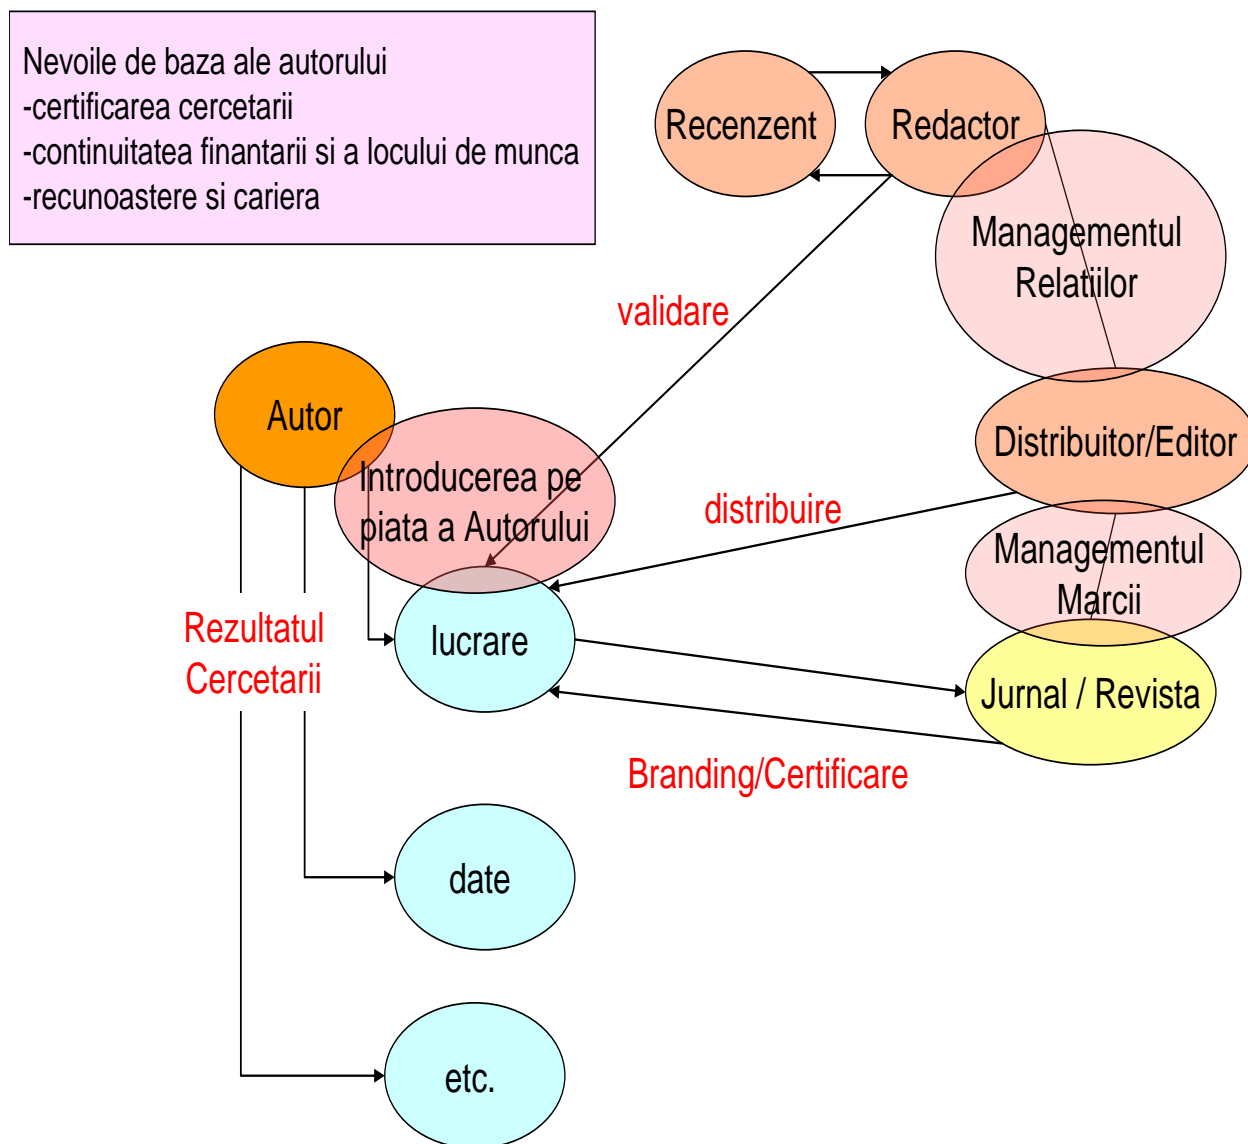 Nevoile de baza ale autorului
-certificarea cercetarii
-continuitatea finantarii si a locului de munca
-recunoastere si cariera
Recenzent
Redactor
Managementul
Relatiilor
validare
Autor
Introducerea pe
piata a Autorului
Distribuitor/Editor
distribuire
Managementul
Marcii
Rezultatul
Cercetarii
lucrare
Jurnal / Revista
Branding/Certificare
date
etc.